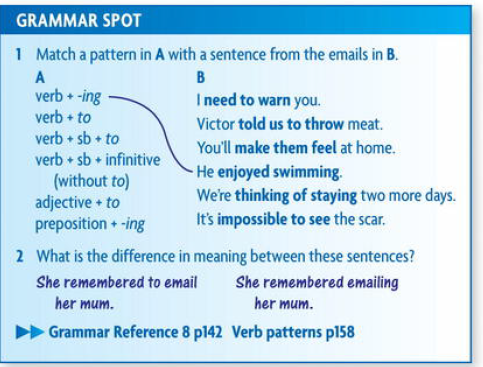 GRAMMAR SPOT
1 Match a pattern in A with a sentence from the emails in B.
A
verb + -ing
verb + to
verb + sb + to
verb + sb + infinitive
(without to)
adjective + to
preposition + -ing
B
I need to warn you.
Victor told us to throw meat.
You'll make them feel at home.
He enjoyed swimming.
We're thinking of staying two more days.
It's impossible to see the scar.
2 What is the difference in meaning between these sentences?
She remembered to email
her mum.
She remembered emailing
her mum.
Grammar Reference 8 p142 Verb patterns p158